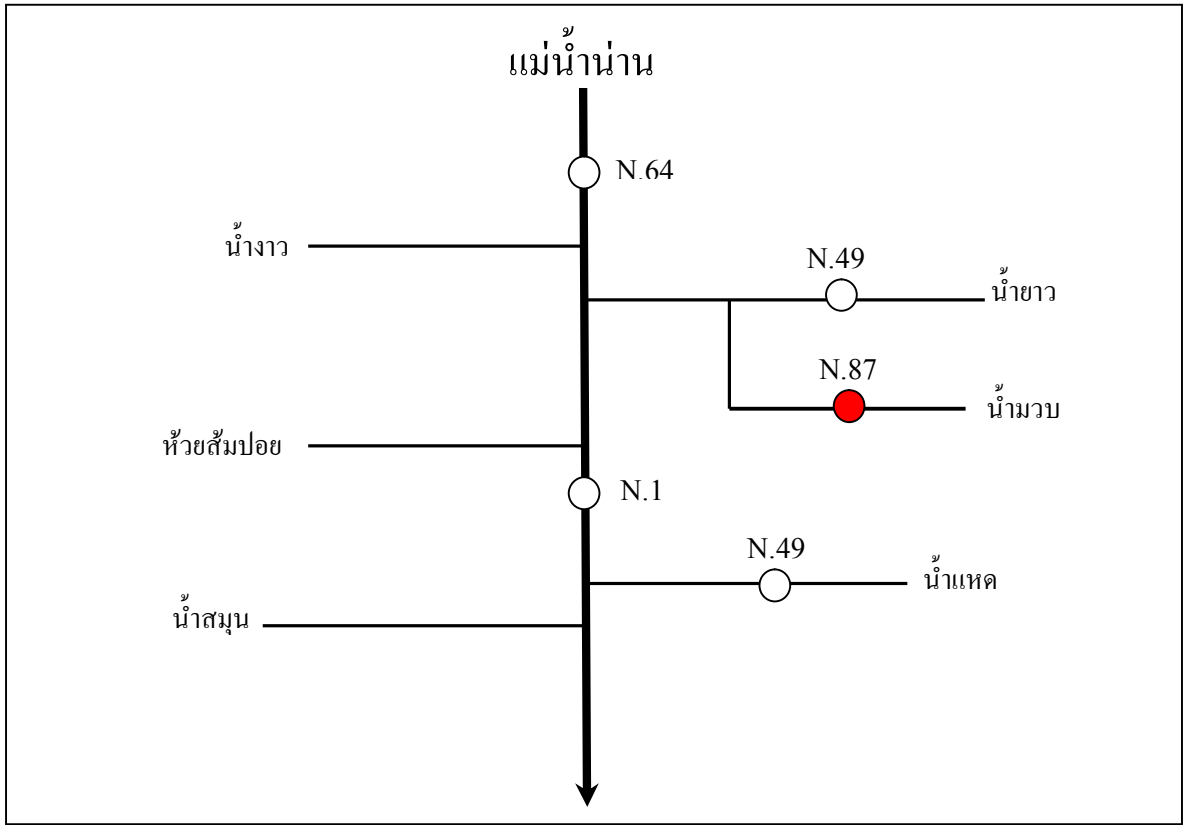 แม่น้ำน่าน
N.64
น้ำงาว
N.49
น้ำยาว
N.87
น้ำมวบ
ห้วยส้มปอย
N.1
N.49
น้ำแหด
น้ำสมุน